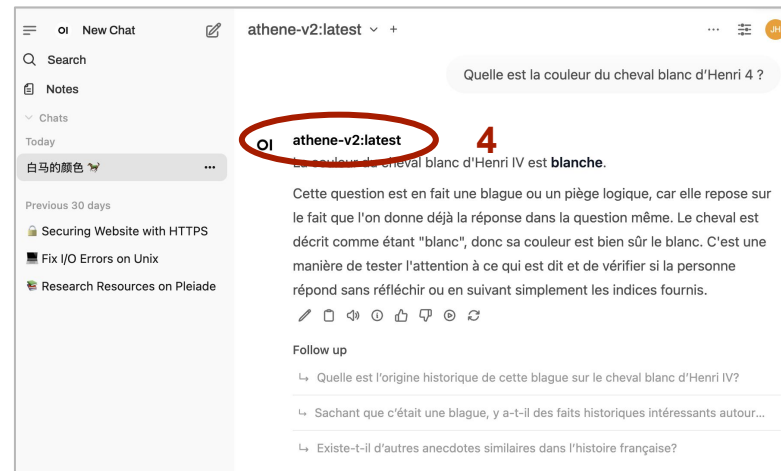 OI New Chat
Search
Notes
Chats
Today
白马的颜色 🐎
Previous 30 days
🔒 Securing Website with HTTPS
💻 Fix I/O Errors on Unix
📚 Research Resources on Pleiade
athene-v2:latest
JH
Quelle est la couleur du cheval blanc d'Henri 4 ?
OI athene-v2:latest
4
La couleur du cheval blanc d'Henri IV est blanche.
Cette question est en fait une blague ou un piège logique, car elle repose sur
le fait que l'on donne déjà la réponse dans la question même. Le cheval est
décrit comme étant "blanc", donc sa couleur est bien sûr le blanc. C'est une
manière de tester l'attention à ce qui est dit et de vérifier si la personne
répond sans réfléchir ou en suivant simplement les indices fournis.
Follow up
Quelle est l'origine historique de cette blague sur le cheval blanc d'Henri IV?
Sachant que c'était une blague, y a-t-il des faits historiques intéressants autour...
Existe-t-il d'autres anecdotes similaires dans l'histoire française?